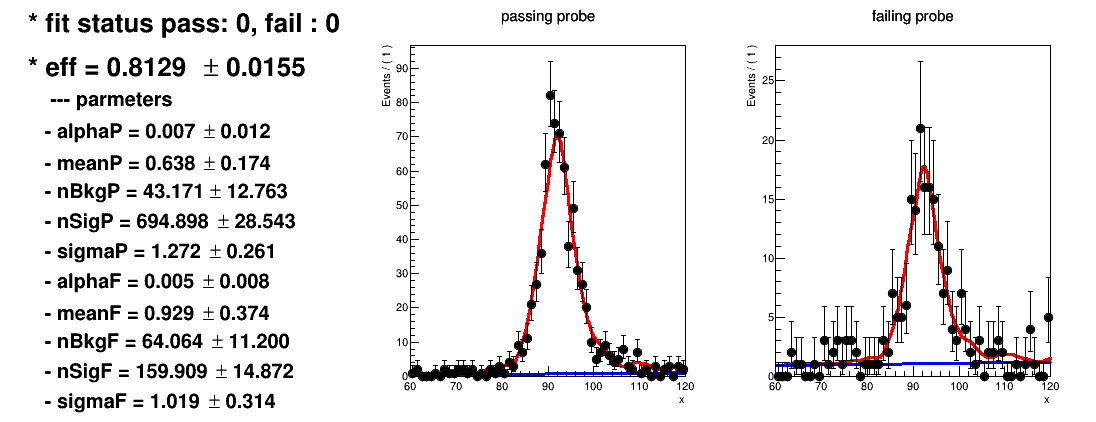 * fit status pass: 0, fail : 0
* eff = 0.8129 ± 0.0155
--- parmeters
- alphaP = 0.007 ± 0.012
- meanP = 0.638 ± 0.174
- nBkgP = 43.171 ± 12.763
- nSigP = 694.898 ± 28.543
- sigmaP = 1.272 ± 0.261
- alphaF = 0.005 ± 0.008
- meanF = 0.929 ± 0.374
- nBkgF = 64.064 ± 11.200
- nSigF = 159.909 ± 14.872
- sigmaF = 1.019 ± 0.314
passing probe
Events / ( 1 )
90
80
70
60
50
40
30
20
10
0
60 70 80 90 100 110 120
x
failing probe
Events / ( 1 )
25
20
15
10
5
0
60 70 80 90 100 110 120
x